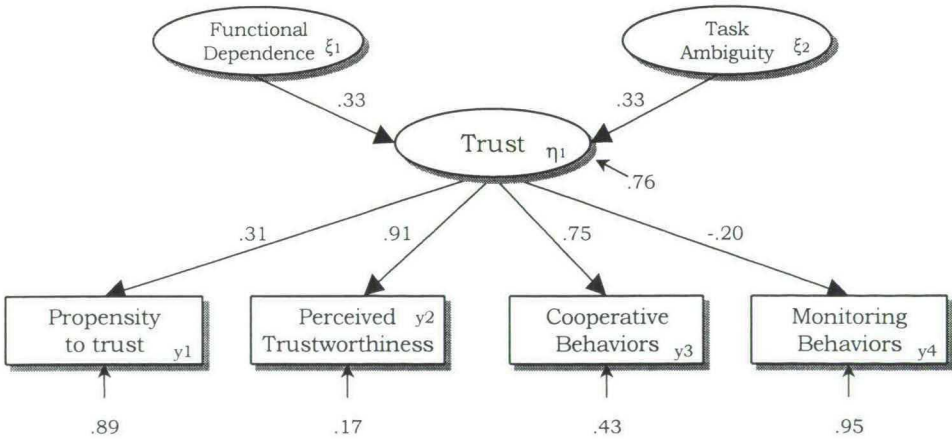 Functional
Dependence ξ1
Task
Ambiguity ξ2
.33
.33
Trust η1
.76
.31
.91
.75
-.20
Propensity
to trust y1
Perceived y2
Trustworthiness
Cooperative
Behaviors y3
Monitoring
Behaviors y4
.89
.17
.43
.95